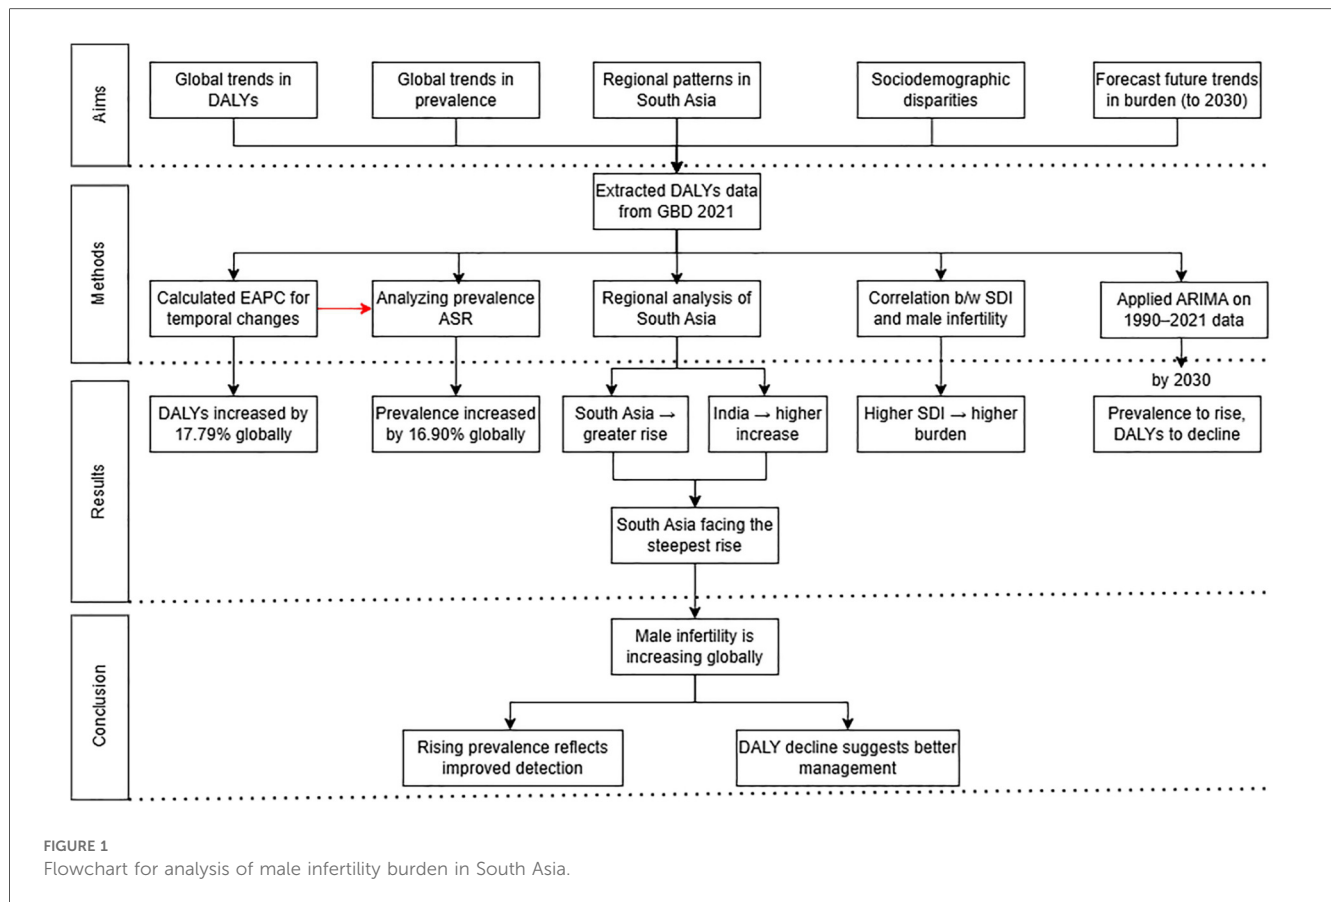 Aims
Global trends in
DALYs
Global trends in
prevalence
Regional patterns in
South Asia
Sociodemographic
disparities
Forecast future trends
in burden (to 2030)
Methods
Extracted DALYs data
from GBD 2021
Calculated EAPC for
temporal changes
Analyzing prevalence
ASR
Regional analysis of
South Asia
Correlation b/w SDI
and male infertility
Applied ARIMA on
1990–2021 data
by 2030
Results
DALYs increased by
17.79% globally
Prevalence increased
by 16.90% globally
South Asia →
greater rise
India → higher
increase
Higher SDI → higher
burden
Prevalence to rise,
DALYs to decline
South Asia facing the
steepest rise
Conclusion
Male infertility is
increasing globally
Rising prevalence reflects
improved detection
DALY decline suggests better
management
FIGURE 1
Flowchart for analysis of male infertility burden in South Asia.